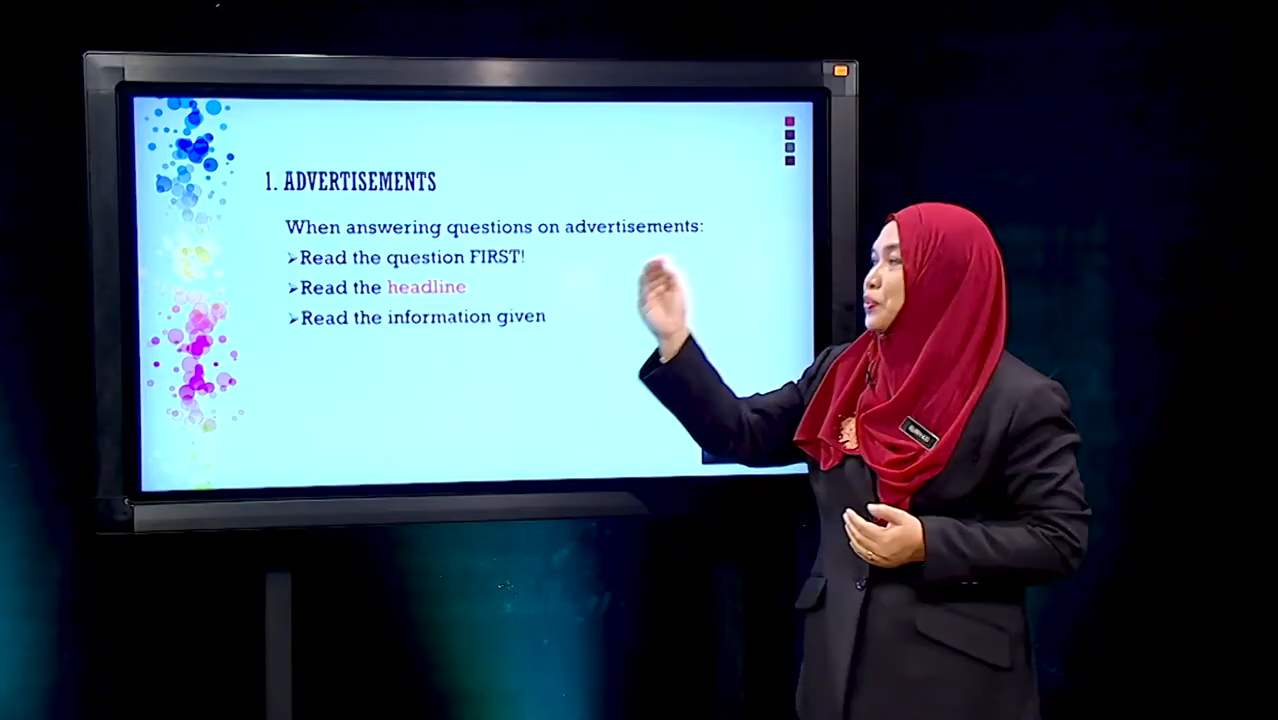 1. ADVERTISEMENTS
When answering questions on advertisements:
➢Read the question FIRST!
➢Read the headline
➢Read the information given